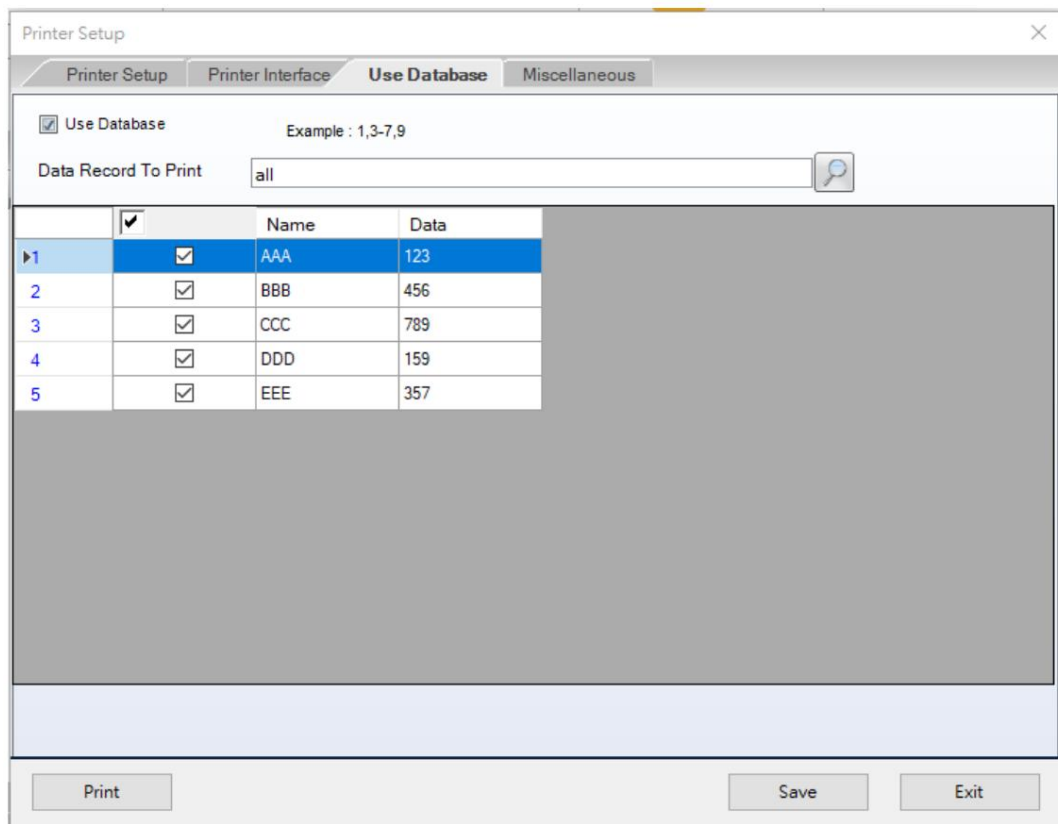 Printer Setup
Printer Setup Printer Interface Use Database Miscellaneous
Use Database Example : 1,3-7,9
Data Record To Print all
Name Data
1 AAA 123
2 BBB 456
3 CCC 789
4 DDD 159
5 EEE 357
Print Save Exit